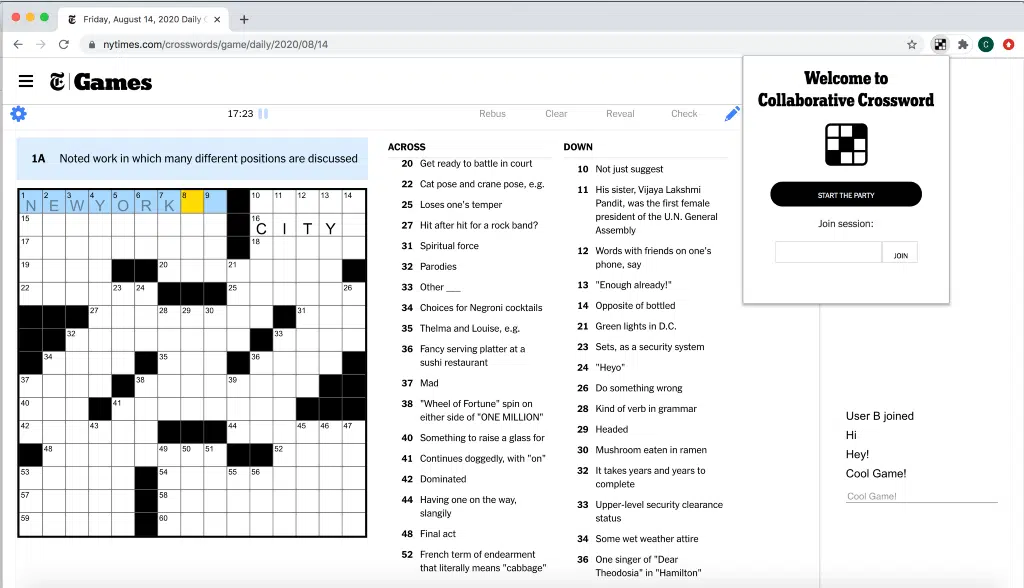 Friday, August 14, 2020 Daily C
nytimes.com/crosswords/game/daily/2020/08/14
C
Games
17:23
Rebus
Clear
Reveal
Check
1A Noted work in which many different positions are discussed
1 2 3 4 5 6 7 8 9 10 11 12 13 14
N E W Y O R K
15 16
C I T Y
17 18
19 20 21
22 23 24 25 26
27 28 29 30 31
32 33
34 35 36
37 38 39
40 41
42 43 44 45 46 47
48 49 50 51 52
53 54 55 56
57 58
59 60
ACROSS
20 Get ready to battle in court
22 Cat pose and crane pose, e.g.
25 Loses one's temper
27 Hit after hit for a rock band?
31 Spiritual force
32 Parodies
33 Other ___
34 Choices for Negroni cocktails
35 Thelma and Louise, e.g.
36 Fancy serving platter at a
sushi restaurant
37 Mad
38 "Wheel of Fortune" spin on
either side of "ONE MILLION"
40 Something to raise a glass for
41 Continues doggedly, with "on"
42 Dominated
44 Having one on the way,
slangily
48 Final act
52 French term of endearment
that literally means "cabbage"
DOWN
10 Not just suggest
11 His sister, Vijaya Lakshmi
Pandit, was the first female
president of the U.N. General
Assembly
12 Words with friends on one's
phone, say
13 "Enough already!"
14 Opposite of bottled
21 Green lights in D.C.
23 Sets, as a security system
24 "Heyo"
26 Do something wrong
28 Kind of verb in grammar
29 Headed
30 Mushroom eaten in ramen
32 It takes years and years to
complete
33 Upper-level security clearance
status
34 Some wet weather attire
36 One singer of "Dear
Theodosia" in "Hamilton"
Welcome to
Collaborative Crossword
START THE PARTY
Join session:
JOIN
User B joined
Hi
Hey!
Cool Game!
Cool Game!